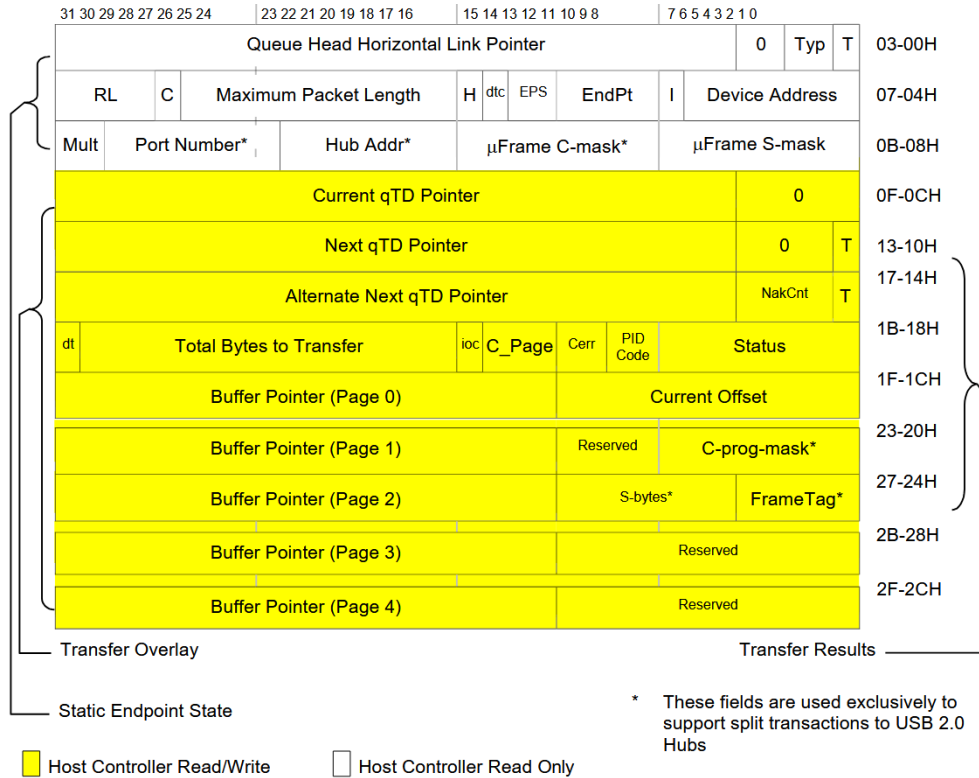 31 30 29 28 27 26 25 24 23 22 21 20 19 18 17 16 15 14 13 12 11 10 9 8 7 6 5 4 3 2 1 0
Queue Head Horizontal Link Pointer 0 Typ T 03-00H
RL C Maximum Packet Length H dtc EPS EndPt I Device Address 07-04H
Mult Port Number* Hub Addr* μFrame C-mask* μFrame S-mask 0B-08H
Current qTD Pointer 0 0F-0CH
Next qTD Pointer 0 T 13-10H
Alternate Next qTD Pointer NakCnt T 17-14H
dt Total Bytes to Transfer ioc C_Page Cerr PID Code Status 1B-18H
Buffer Pointer (Page 0) Current Offset 1F-1CH
Buffer Pointer (Page 1) Reserved C-prog-mask* 23-20H
Buffer Pointer (Page 2) S-bytes* FrameTag* 27-24H
Buffer Pointer (Page 3) Reserved 2B-28H
Buffer Pointer (Page 4) Reserved 2F-2CH
Transfer Overlay Transfer Results
Static Endpoint State
* These fields are used exclusively to
support split transactions to USB 2.0
Hubs
Host Controller Read/Write Host Controller Read Only